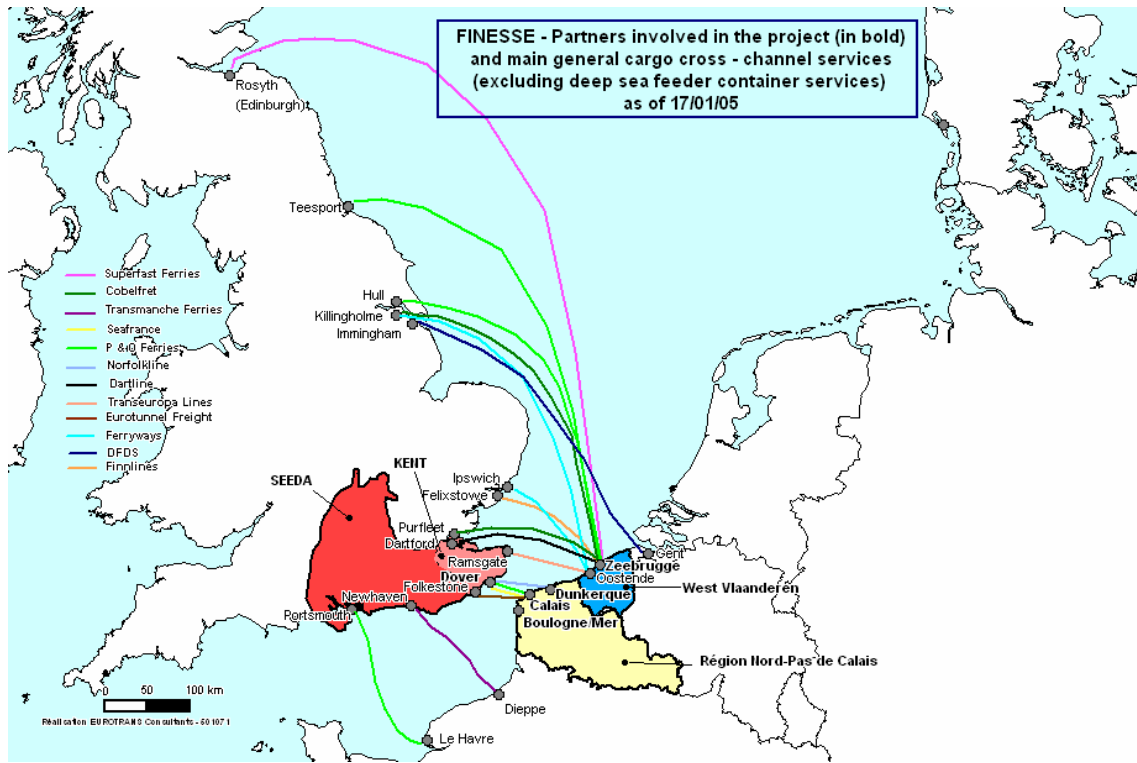 FINESSE - Partners involved in the project (in bold)
and main general cargo cross - channel services
(excluding deep sea feeder container services)
as of 17/01/05
Rosyth
(Edinburgh)
Teesport
Hull
Killingholme
Immingham
Superfast Ferries
Cobelfret
Transmanche Ferries
Seafrance
P & O Ferries
Norfolkline
Dartline
Transeuropa Lines
Eurotunnel Freight
Ferryways
DFDS
Finnlines
SEEDA
KENT
Ipswich
Felixstowe
Purfleet
Dartford
Ramsgate
Dover
Folkestone
Newhaven
Portsmouth
Gent
Zeebrugge
Oostende
Dunkerque
West Vlaanderen
Calais
Boulogne/Mer
Région Nord-Pas de Calais
Dieppe
Le Havre
0 50 100 km
Réalisation EUROTRANS Consultants - 501071